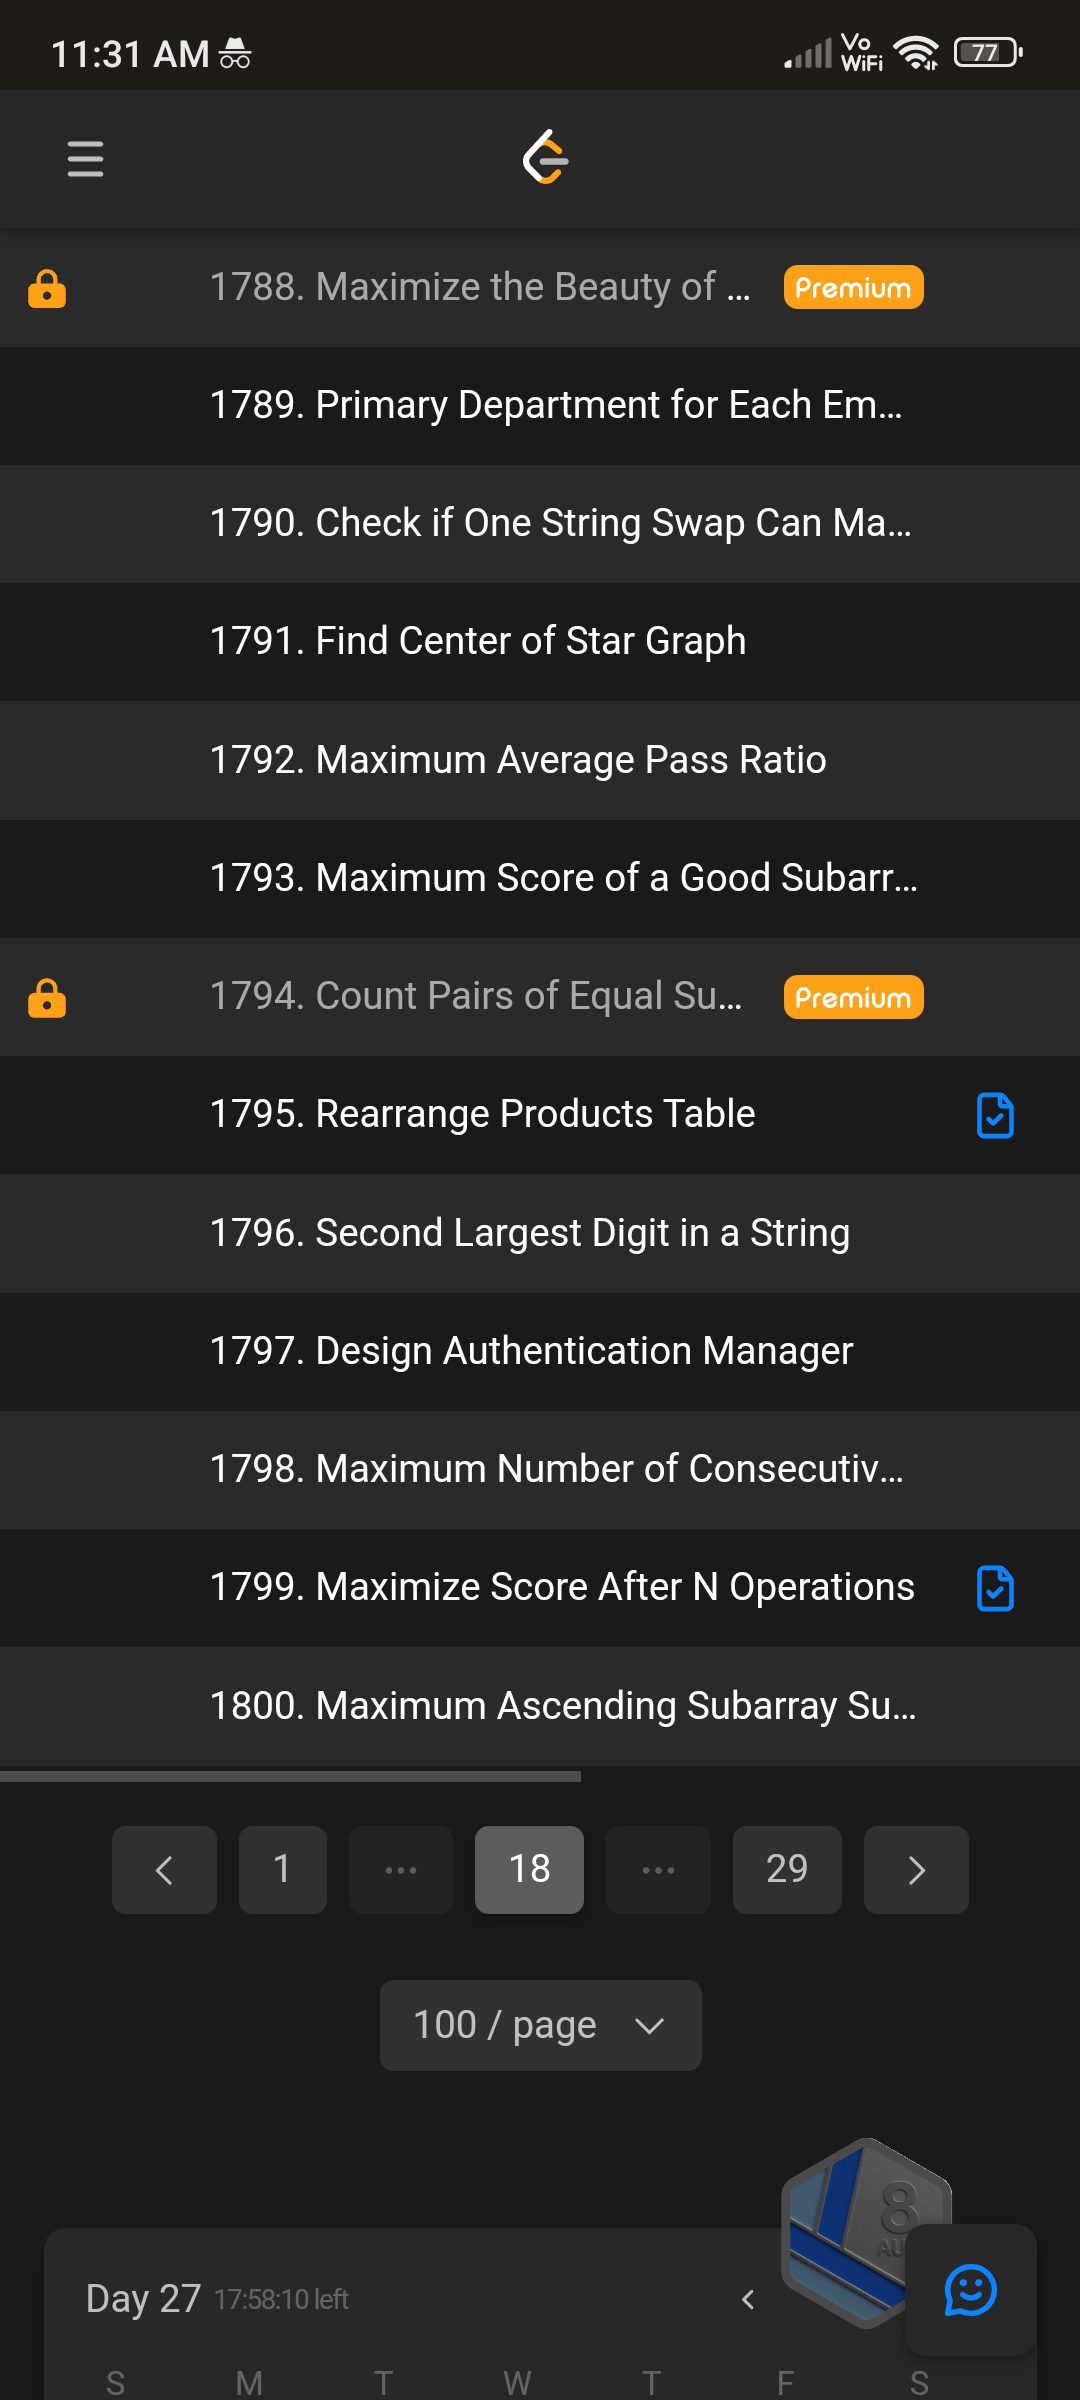 11:31 AM
Vo
WiFi
77
1788. Maximize the Beauty of ...
Premium
1789. Primary Department for Each Em...
1790. Check if One String Swap Can Ma...
1791. Find Center of Star Graph
1792. Maximum Average Pass Ratio
1793. Maximum Score of a Good Subarr...
1794. Count Pairs of Equal Su...
Premium
1795. Rearrange Products Table
1796. Second Largest Digit in a String
1797. Design Authentication Manager
1798. Maximum Number of Consecutiv...
1799. Maximize Score After N Operations
1800. Maximum Ascending Subarray Su...
1 ... 18 ... 29
100 / page
8
Day 27 17:58:10 left
S M T W T F S